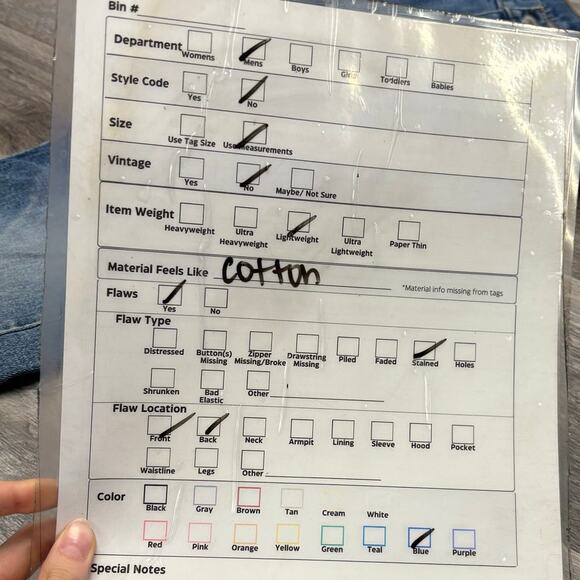 Bin #
Department
Womens Mens Boys Girls Toddlers Babies
Style Code
Yes No
Size
Use Tag Size Use Measurements
Vintage
Yes No Maybe/ Not Sure
Item Weight
Heavyweight Ultra Heavyweight Lightweight Ultra Lightweight Paper Thin
Material Feels Like cotton *Material info missing from tags
Flaws
Yes No
Flaw Type
Distressed Button(s) Missing Zipper Missing/Broke Drawstring Missing Piled Faded Stained Holes
Shrunken Bad Elastic Other
Flaw Location
Front Back Neck Armpit Lining Sleeve Hood Pocket
Waistline Legs Other
Color
Black Gray Brown Tan Cream White
Red Pink Orange Yellow Green Teal Blue Purple
Special Notes